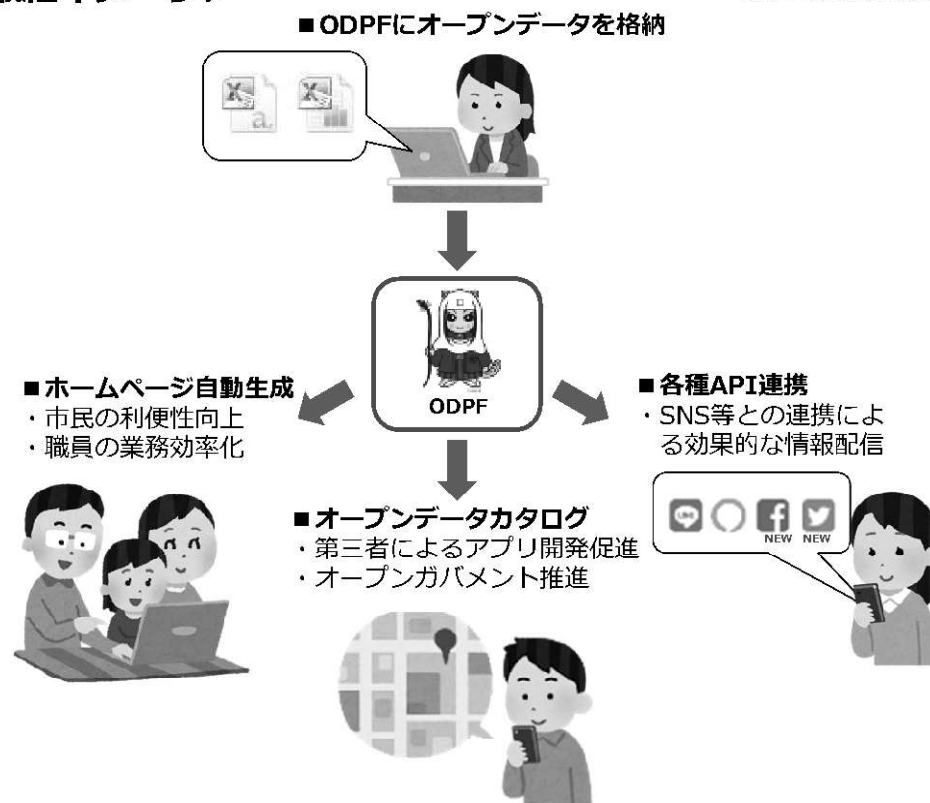 ■ODPFにオープンデータを格納
X
a,
X
ODPF
■ホームページ自動生成
・市民の利便性向上
・職員の業務効率化
■各種API連携
・SNS等との連携によ
る効果的な情報配信
LINE
NEW
NEW
■オープンデータカタログ
・第三者によるアプリ開発促進
・オープンガバメント推進